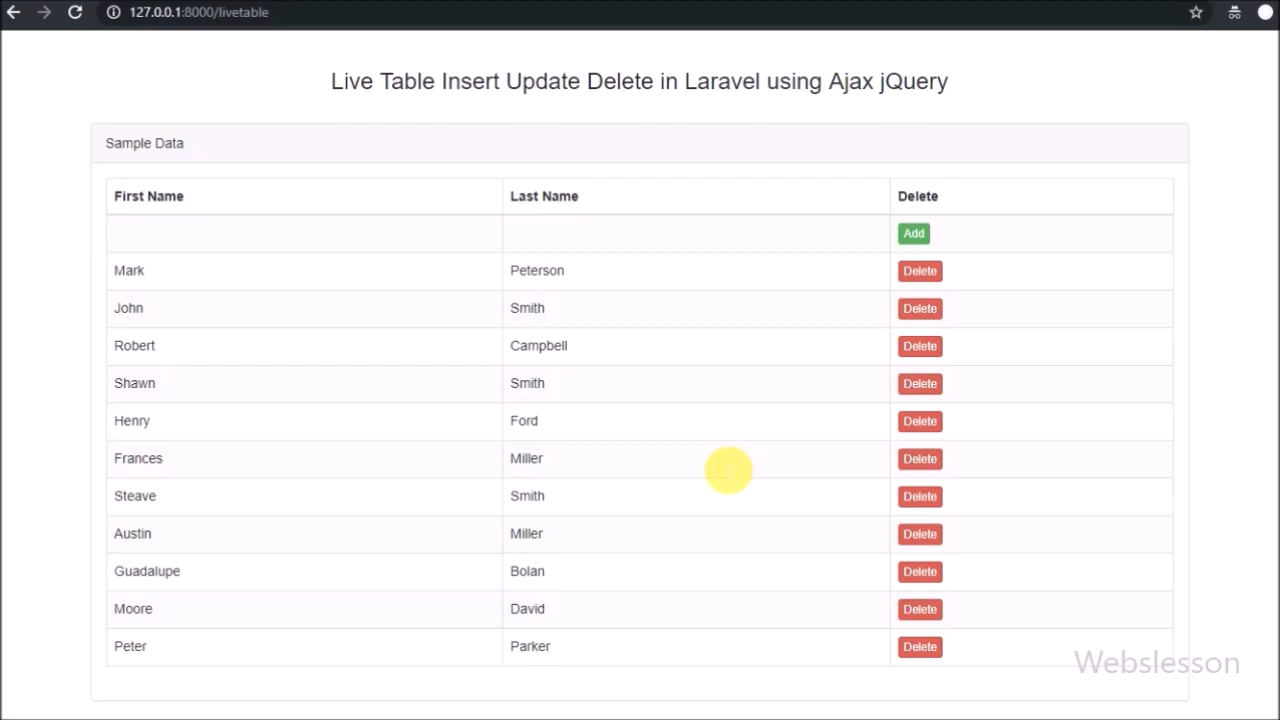 127.0.0.1:8000/livetable
Live Table Insert Update Delete in Laravel using Ajax jQuery
Sample Data
First Name Last Name Delete
Add
Mark Peterson Delete
John Smith Delete
Robert Campbell Delete
Shawn Smith Delete
Henry Ford Delete
Frances Miller Delete
Steave Smith Delete
Austin Miller Delete
Guadalupe Bolan Delete
Moore David Delete
Peter Parker Delete
Webslesson